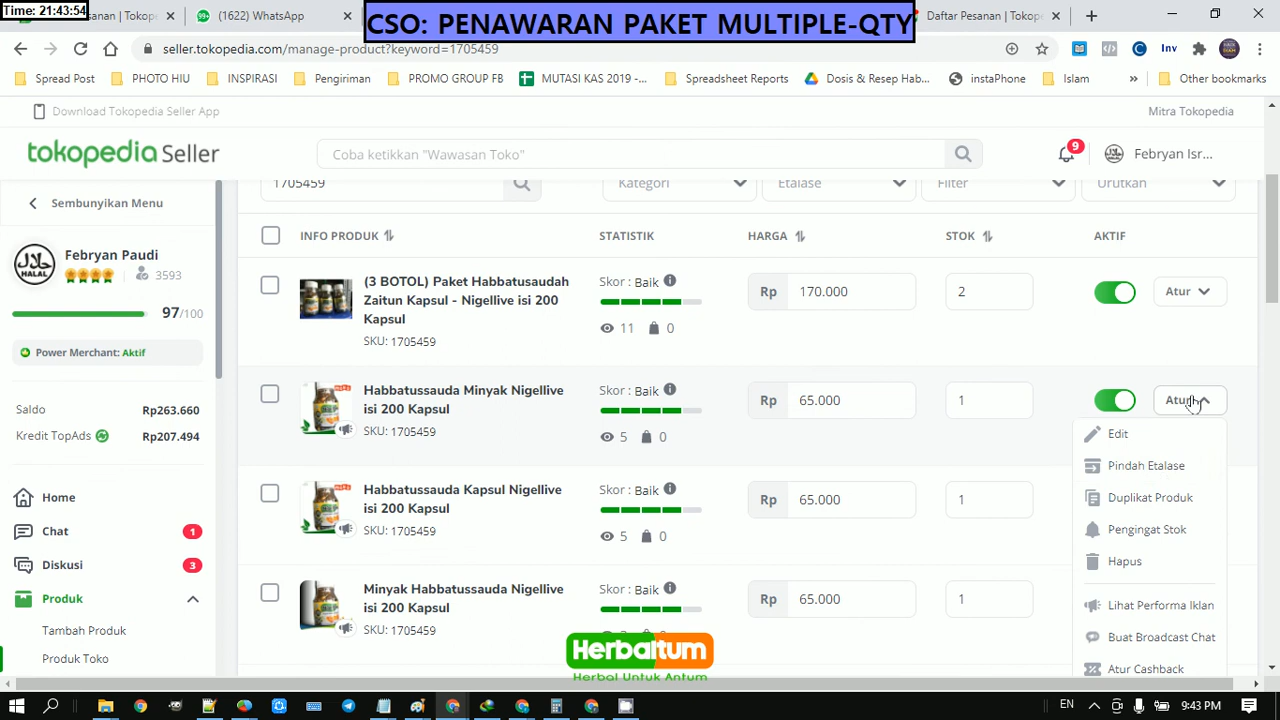 Time: 21:43:54
(1622) WhatsApp
CSO: PENAWARAN PAKET MULTIPLE-QTY
Daftar Pesanan | Tokope
seller.tokopedia.com/manage-product?keyword=1705459
Inv
Spread Post
PHOTO HIU
INSPIRASI
Pengiriman
PROMO GROUP FB
MUTASI KAS 2019 -...
Spreadsheet Reports
Dosis & Resep Hab...
instaPhone
Islam
»
Other bookmarks
Download Tokopedia Seller App
Mitra Tokopedia
tokopedia Seller
Coba ketikkan "Wawasan Toko"
9
Febryan Isr...
Sembunyikan Menu
1705459
Kategori
Etalase
Filter
Urutkan
Febryan Paudi
3593
97/100
Power Merchant: Aktif
Saldo
Rp263.660
Kredit TopAds
Rp207.494
Home
Chat
1
Diskusi
3
Produk
Tambah Produk
Produk Toko
INFO PRODUK
STATISTIK
HARGA
STOK
AKTIF
(3 BOTOL) Paket Habbatusaudah
Zaitun Kapsul - Nigellive isi 200
Kapsul
SKU: 1705459
Skor : Baik
11
0
Rp
170.000
2
Atur
Habbatussauda Minyak Nigellive
isi 200 Kapsul
SKU: 1705459
Skor : Baik
5
0
Rp
65.000
1
Atur
Edit
Pindah Etalase
Duplikat Produk
Pengingat Stok
Hapus
Lihat Performa Iklan
Buat Broadcast Chat
Atur Cashback
Habbatussauda Kapsul Nigellive
isi 200 Kapsul
SKU: 1705459
Skor : Baik
5
0
Rp
65.000
1
Minyak Habbatussauda Nigellive
isi 200 Kapsul
SKU: 1705459
Skor : Baik
Rp
65.000
1
Herbaltum
Herbal Untuk Antum
EN
9:43 PM